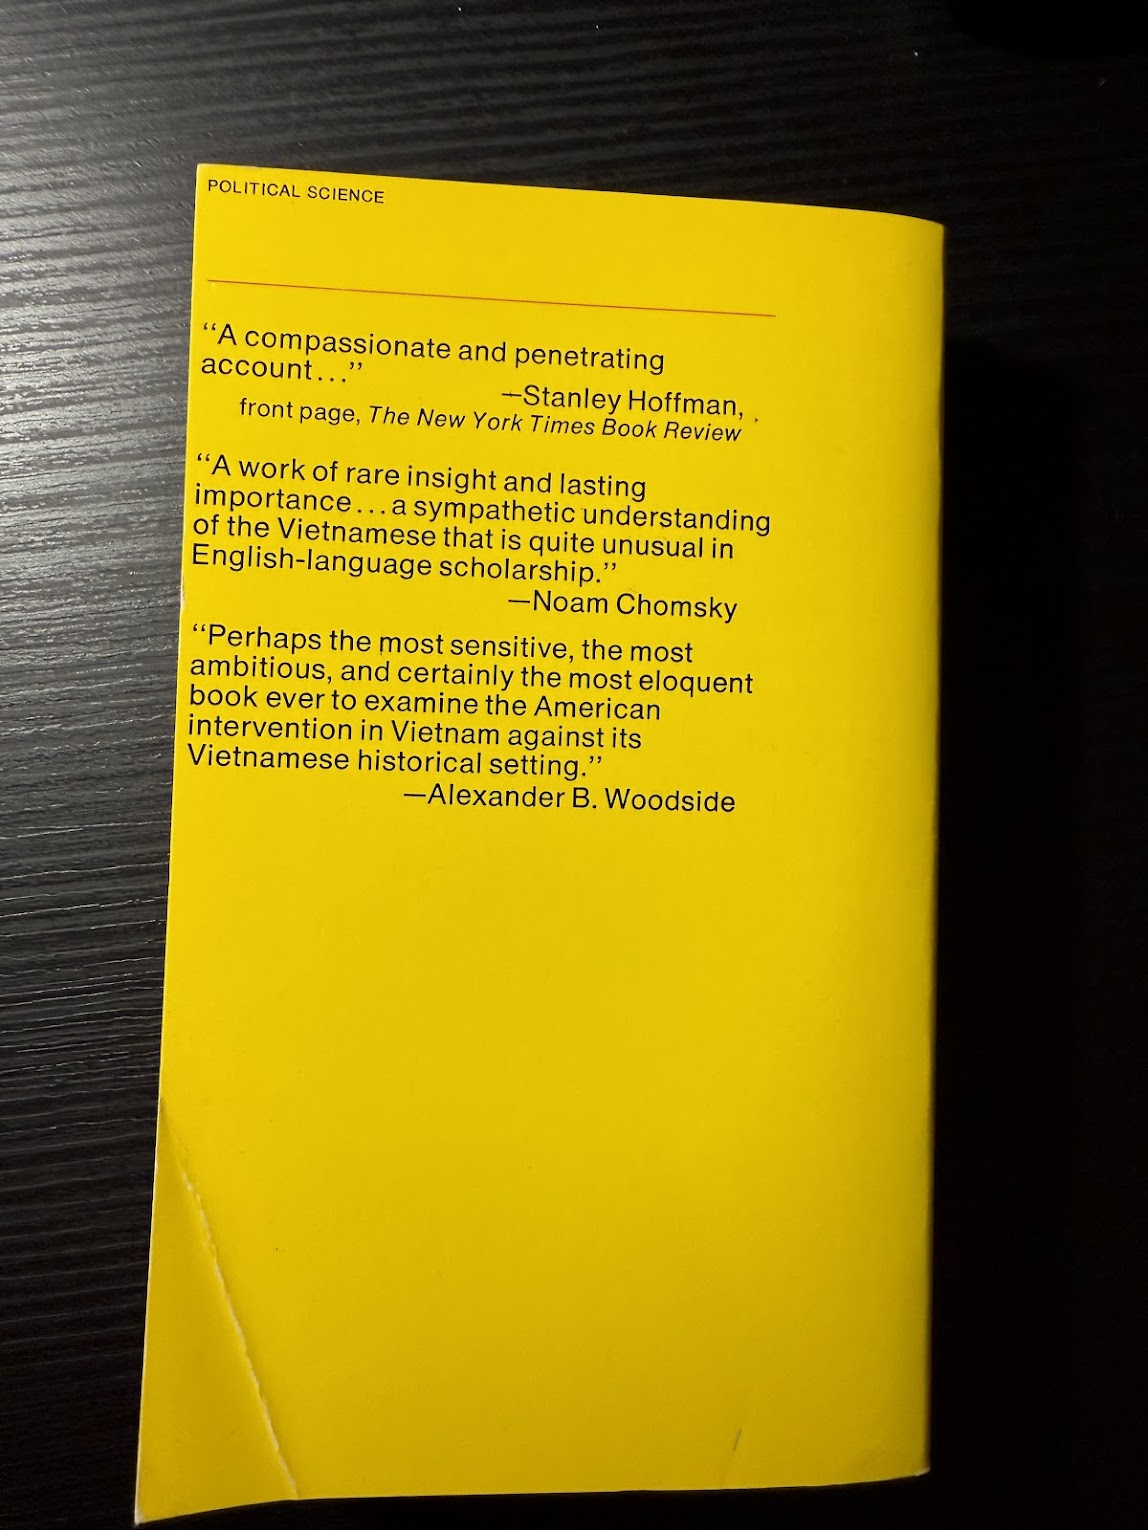 POLITICAL SCIENCE
“A compassionate and penetrating
account...”
—Stanley Hoffman,
front page, The New York Times Book Review
“A work of rare insight and lasting
importance...a sympathetic understanding
of the Vietnamese that is quite unusual in
English-language scholarship.”
—Noam Chomsky
“Perhaps the most sensitive, the most
ambitious, and certainly the most eloquent
book ever to examine the American
intervention in Vietnam against its
Vietnamese historical setting.”
—Alexander B. Woodside